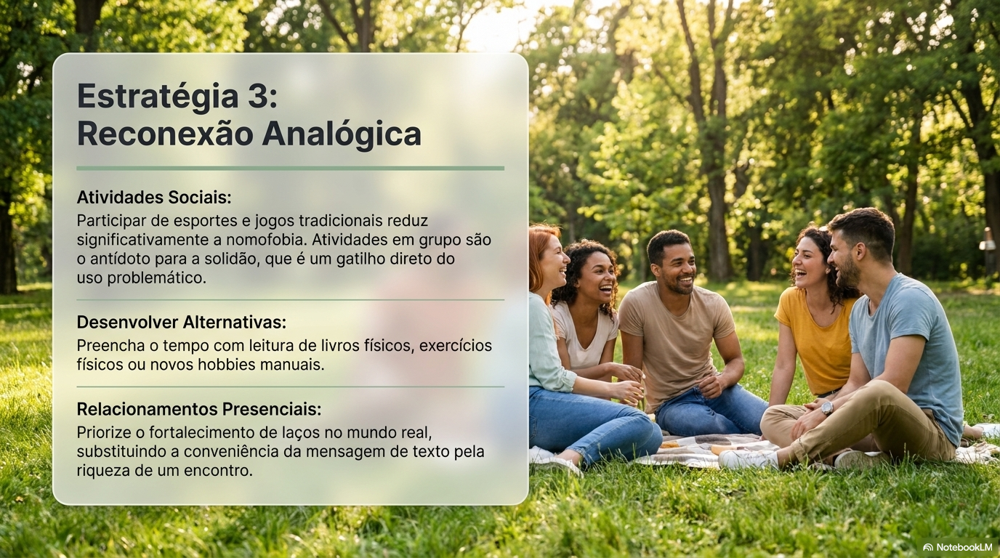 Estratégia 3:
Reconexão Analógica
Atividades Sociais:
Participar de esportes e jogos tradicionais reduz
significativamente a nomofobia. Atividades em grupo são
o antídoto para a solidão, que é um gatilho direto do
uso problemático.
Desenvolver Alternativas:
Preencha o tempo com leitura de livros físicos, exercícios
físicos ou novos hobbies manuais.
Relacionamentos Presenciais:
Priorize o fortalecimento de laços no mundo real,
substituindo a conveniência da mensagem de texto pela
riqueza de um encontro.
NotebookLM